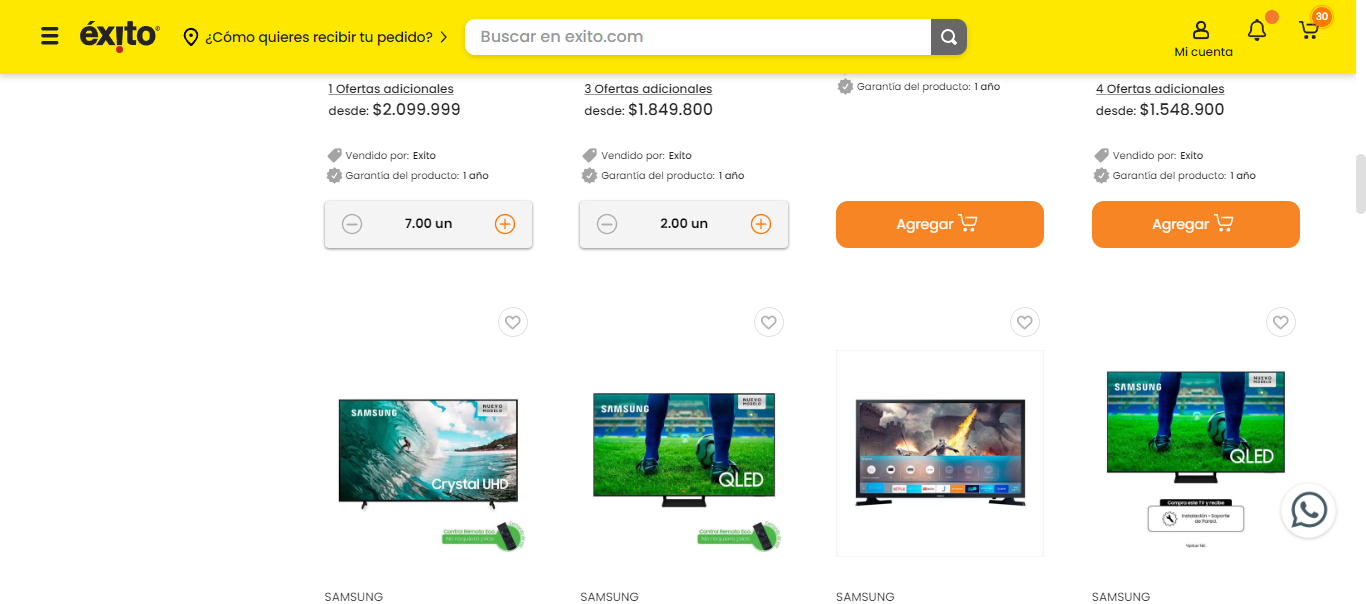 éxito
¿Cómo quieres recibir tu pedido?
Buscar en exito.com
Mi cuenta
30
1 Ofertas adicionales
desde: $2.099.999
Vendido por: Exito
Garantía del producto: 1 año
7.00 un
3 Ofertas adicionales
desde: $1.849.800
Vendido por: Exito
Garantía del producto: 1 año
2.00 un
Garantía del producto: 1 año
Agregar
4 Ofertas adicionales
desde: $1.548.900
Vendido por: Exito
Garantía del producto: 1 año
Agregar
SAMSUNG
NUEVO
MODELO
Crystal UHD
Control Remoto Eco
No requiere pilas
SAMSUNG
SAMSUNG
NUEVO
MODELO
QLED
Control Remoto Eco
No requiere pilas
SAMSUNG
SAMSUNG
SAMSUNG
NUEVO
MODELO
QLED
Compra este TV y recibe
Instalación + Soporte
de Pared.
SAMSUNG